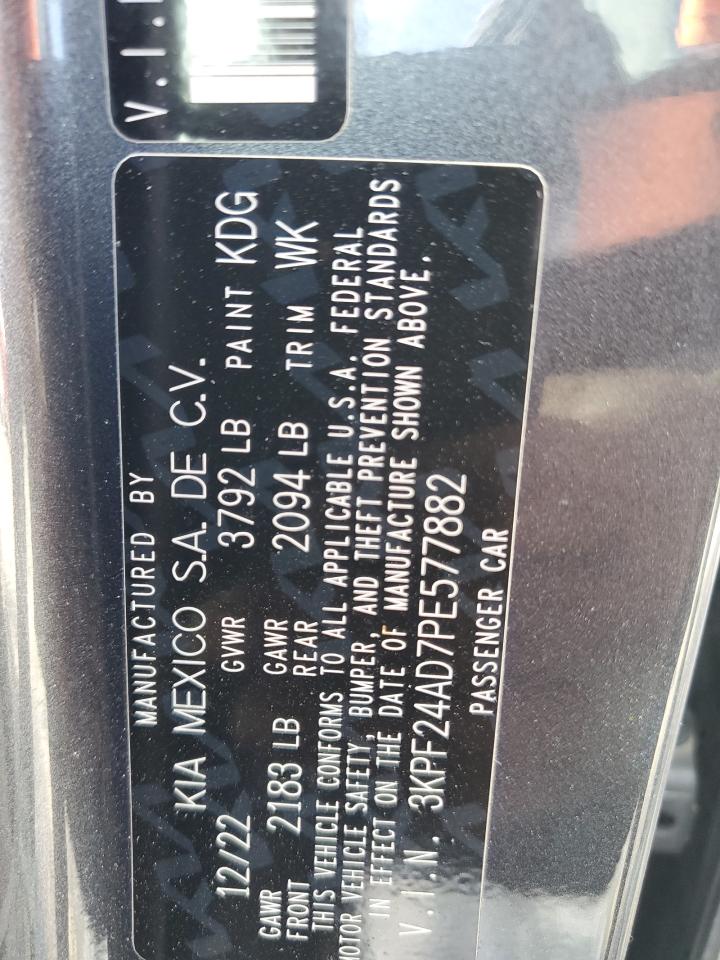 V.I.
MANUFACTURED BY
KIA MEXICO S.A. DE C.V.
12/22 GVWR 3792 LB PAINT KDG
GAWR FRONT 2183 LB GAWR REAR 2094 LB TRIM WK
THIS VEHICLE CONFORMS TO ALL APPLICABLE U.S.A. FEDERAL
MOTOR VEHICLE SAFETY, BUMPER, AND THEFT PREVENTION STANDARDS
IN EFFECT ON THE DATE OF MANUFACTURE SHOWN ABOVE.
V.I.N. 3KPF24AD7PE577882
PASSENGER CAR